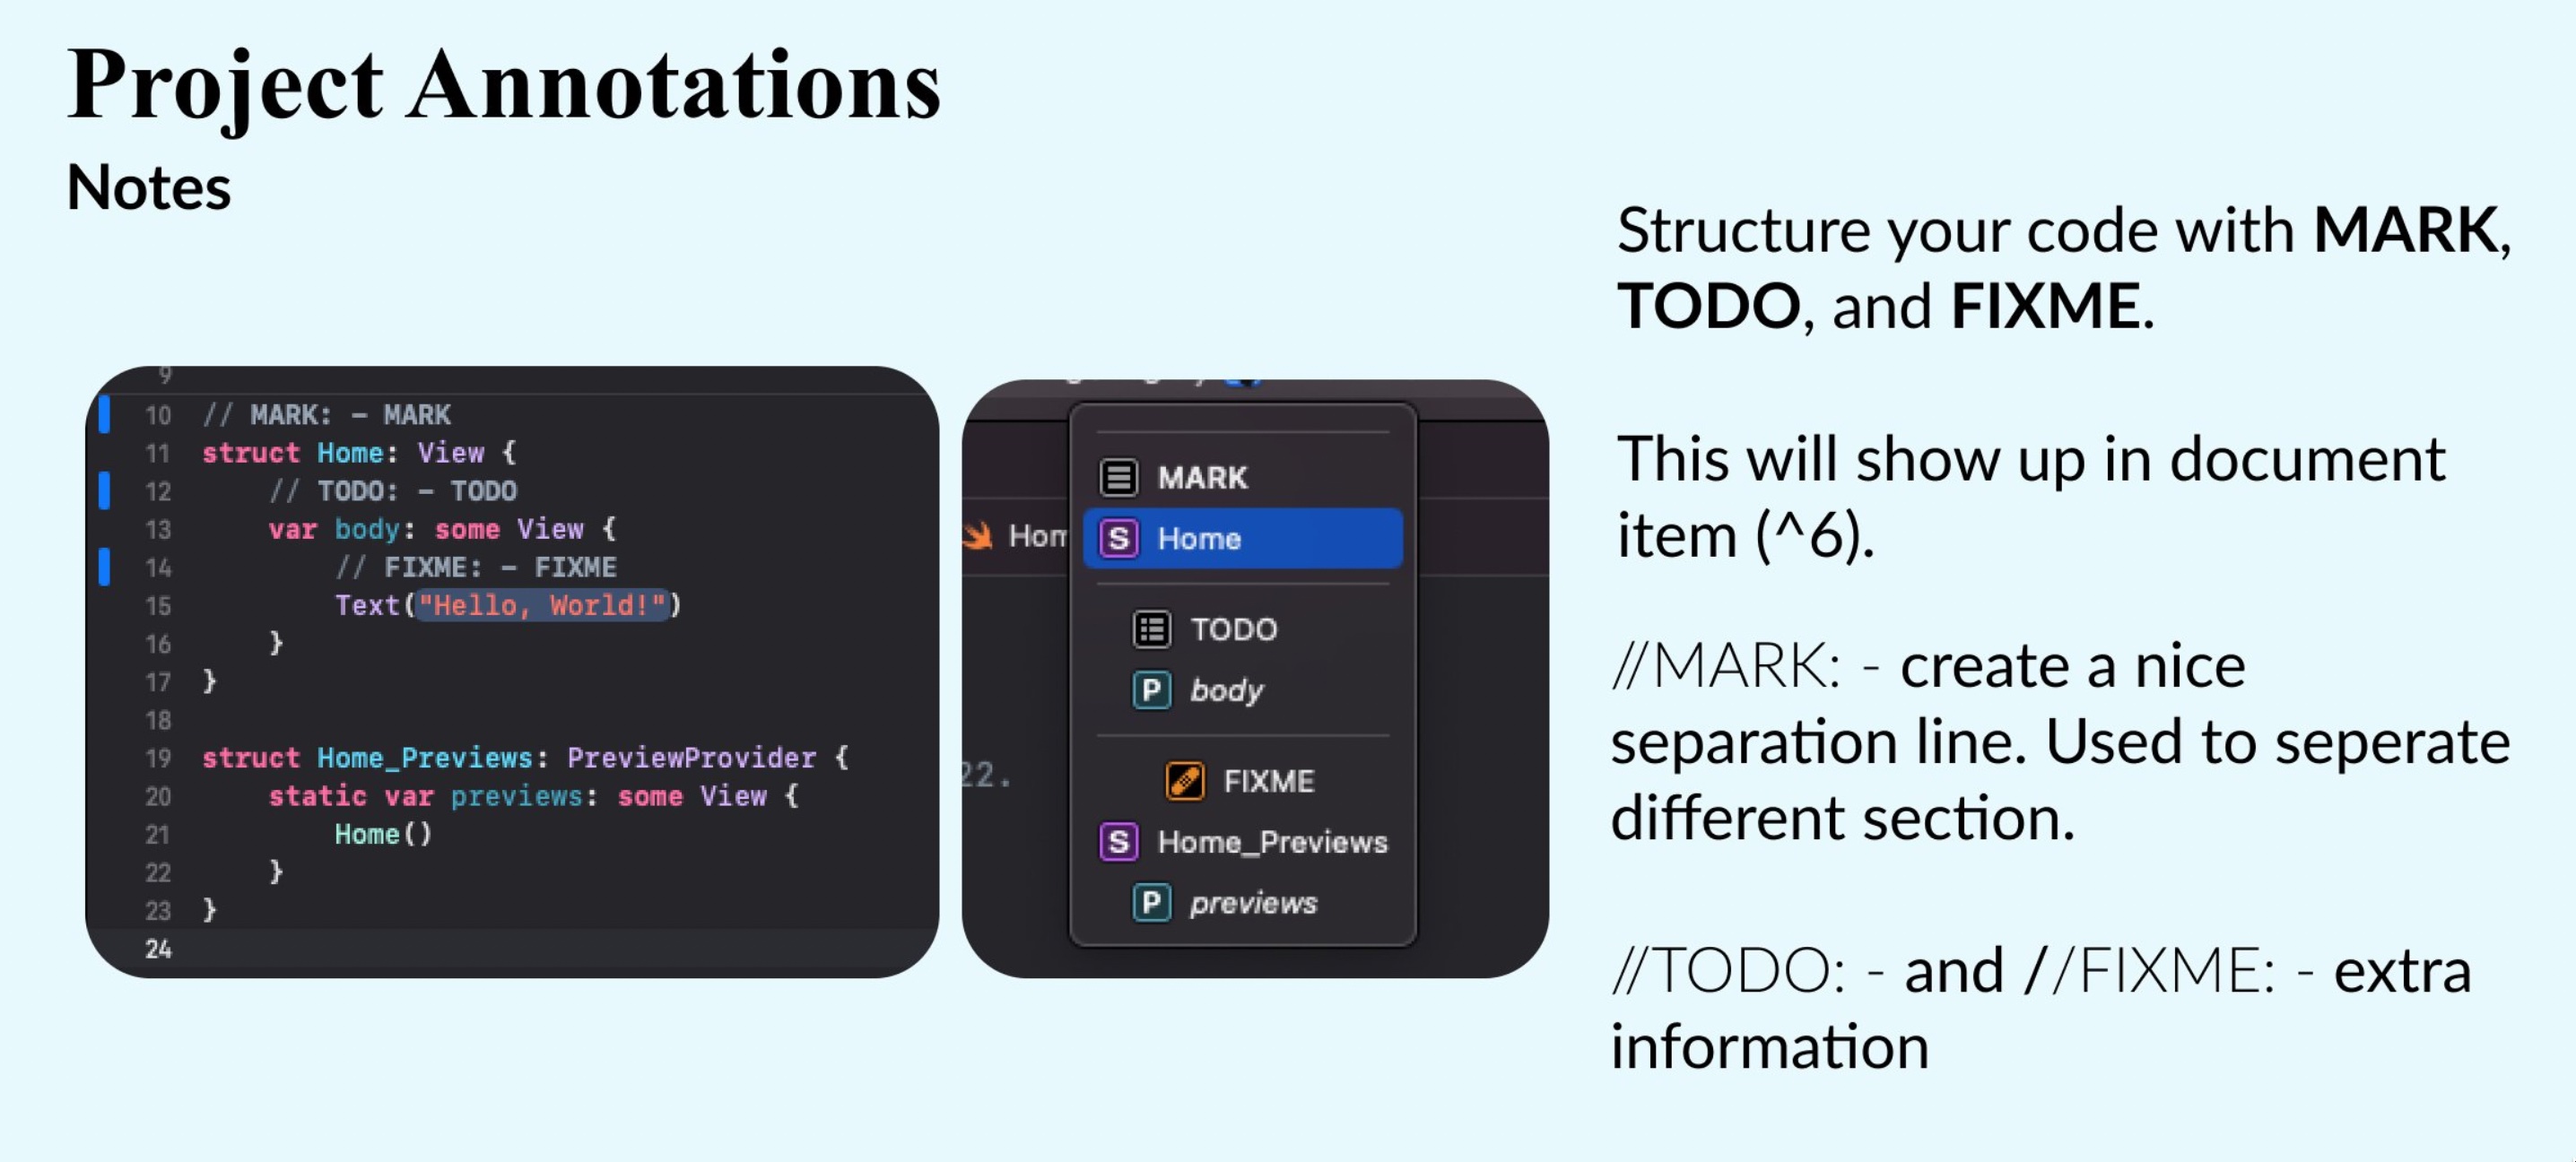 Project Annotations
Notes
9
10 // MARK: - MARK
11 struct Home: View {
12 // TODO: - TODO
13 var body: some View {
14 // FIXME: - FIXME
15 Text("Hello, World!")
16 }
17 }
18
19 struct Home_Previews: PreviewProvider {
20 static var previews: some View {
21 Home()
22 }
23 }
24
MARK
Hom
Home
TODO
body
22.
FIXME
Home_Previews
previews
Structure your code with MARK,
TODO, and FIXME.
This will show up in document
item (^6).
//MARK: - create a nice
separation line. Used to seperate
different section.
//TODO: - and //FIXME: - extra
information